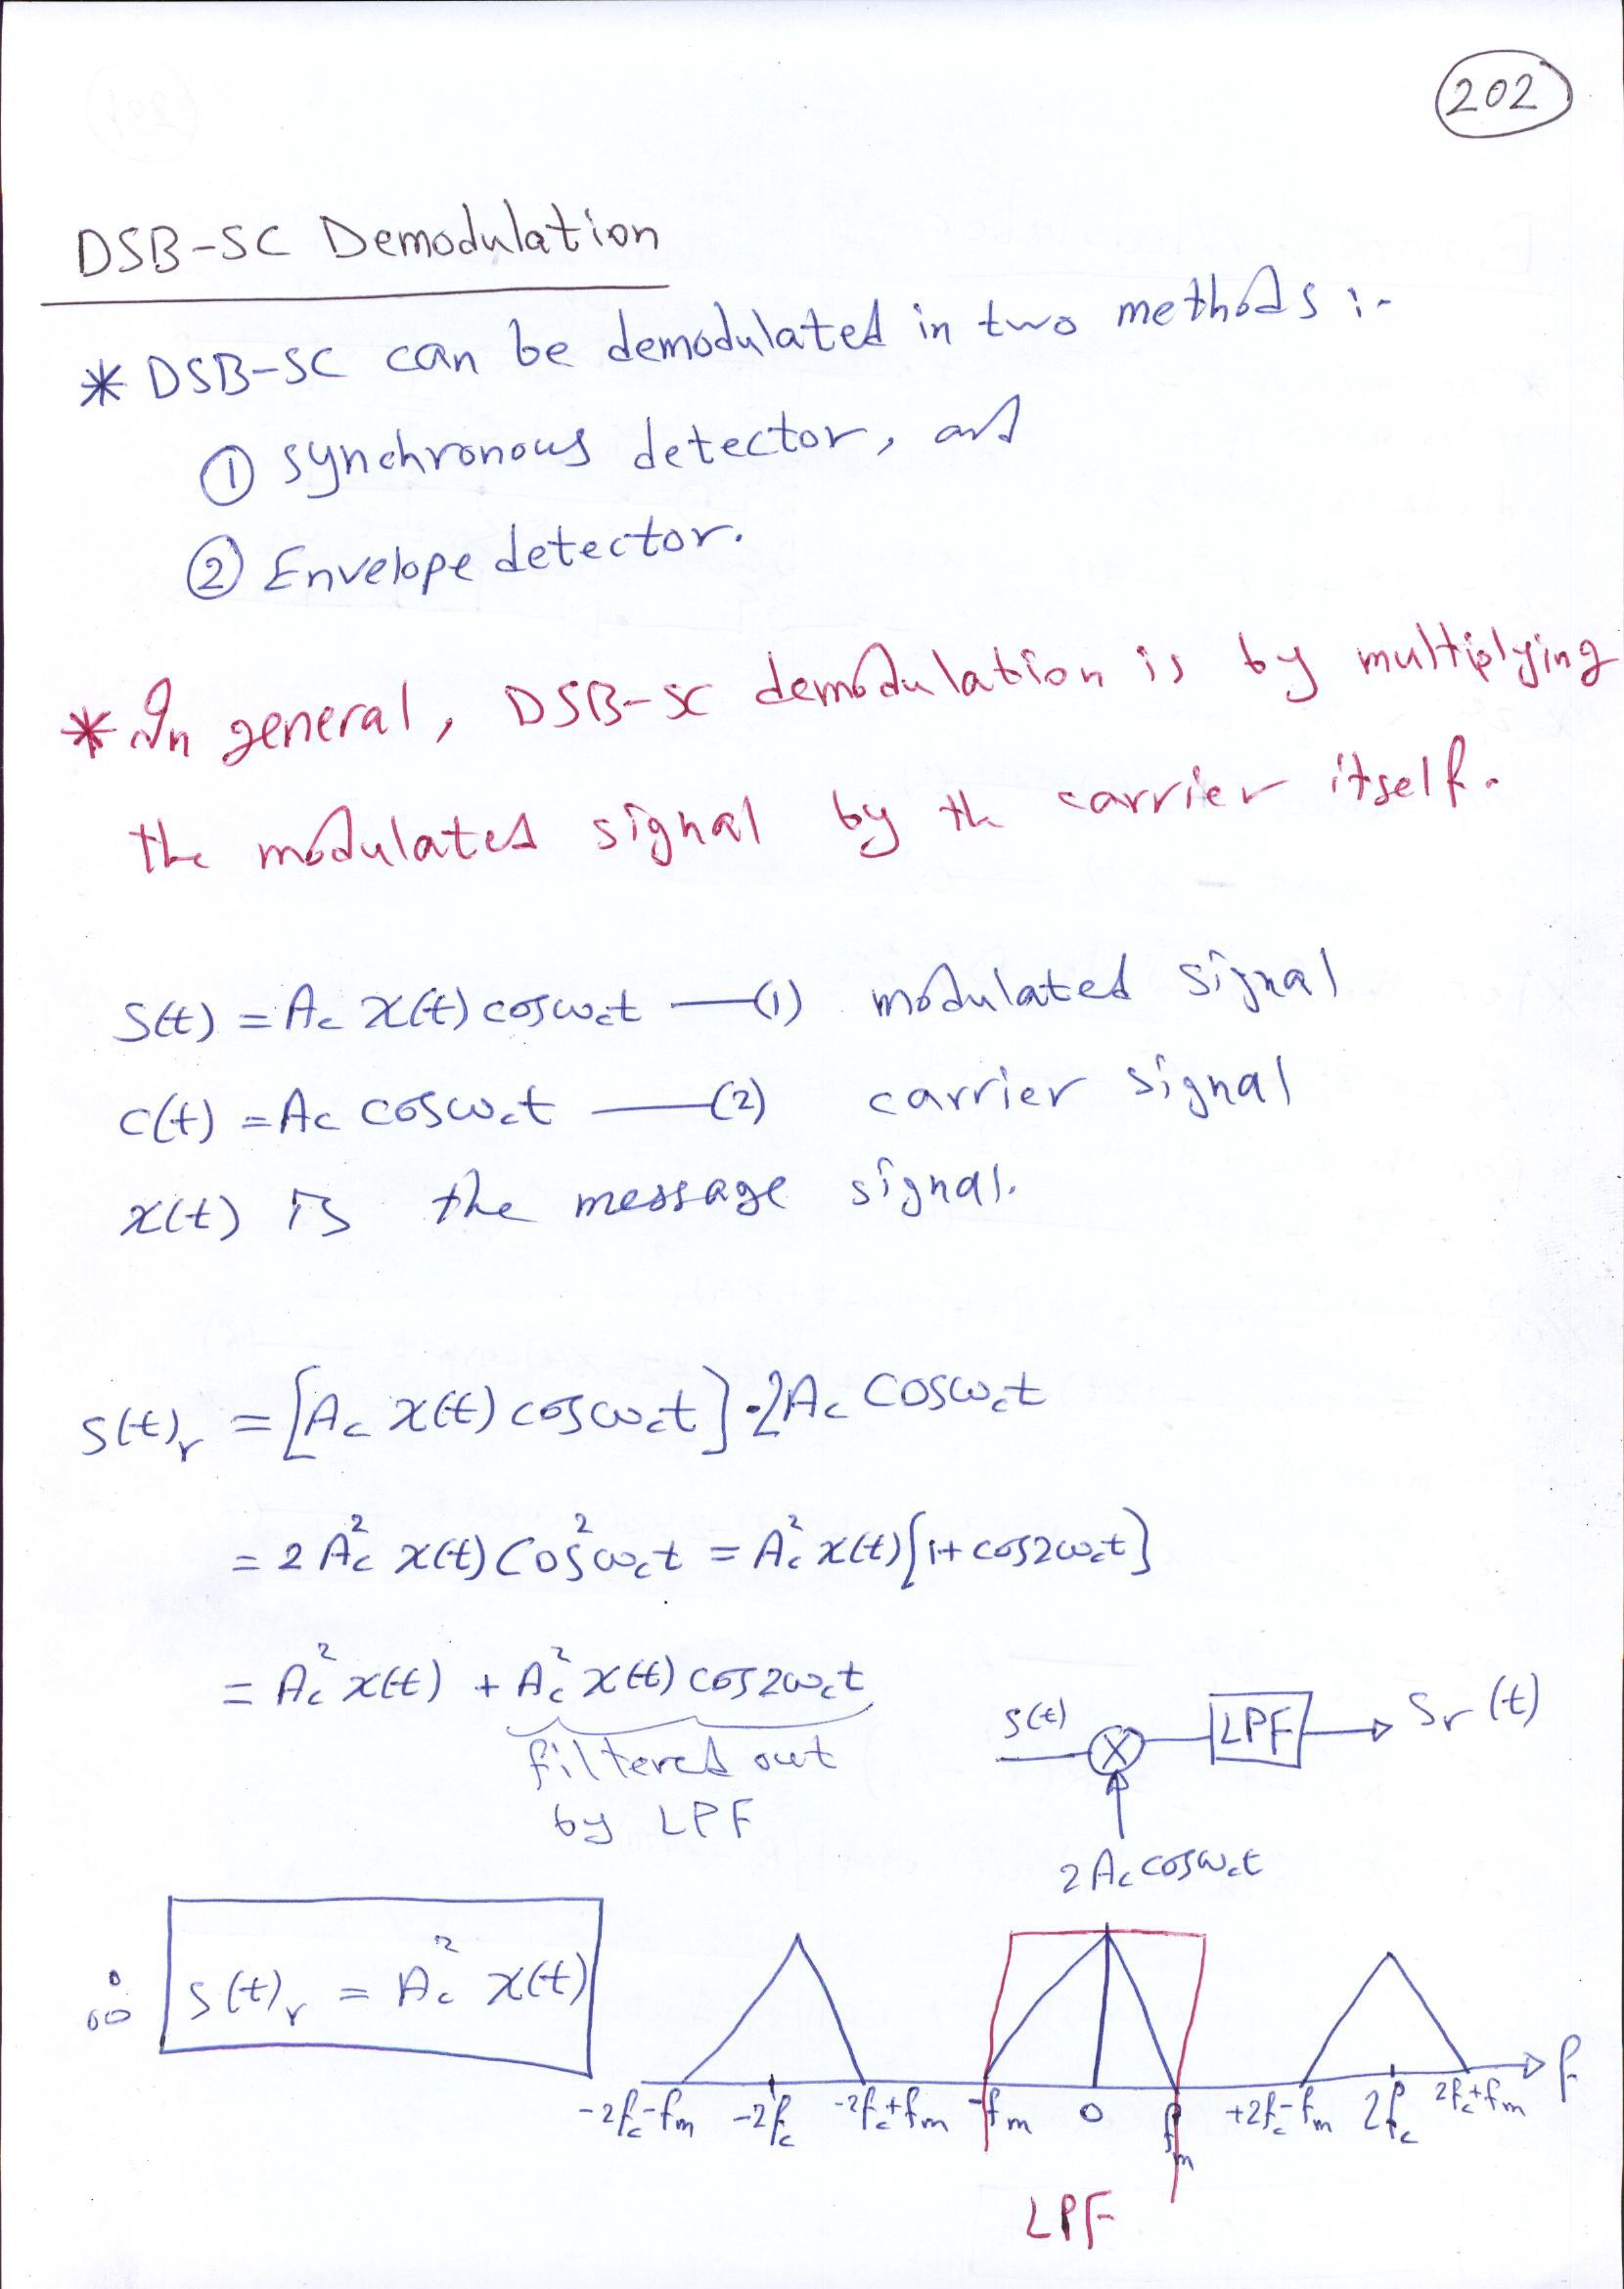 202
DSB-SC Demodulation
* DSB-SC can be demodulated in two methods :-
① synchronous detector, and
② Envelope detector.
* In general, DSB-SC demodulation is by multiplying
the modulated signal by the carrier itself.
S(t) = Ac x(t) cosωct —(1) modulated signal
c(t) = Ac cosωct —(2) carrier signal
x(t) is the message signal.
s(t)r = [Ac x(t) cosωct] · 2Ac cosωct
= 2 Ac² x(t) Cos²ωct = Ac² x(t) [1+ cos2ωct]
= Ac² x(t) + Ac² x(t) cos2ωct
filtered out
by LPF
s(t) X LPF Sr(t)
2 Ac cosωct
∴ s(t)r = Ac² x(t)
-2fc-fm -2fc -2fc+fm -fm 0 fm +2fc-fm 2fc 2fc+fm f
LPF